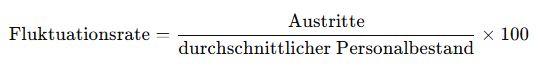 Fluktuationsrate = Austritte / durchschnittlicher Personalbestand × 100